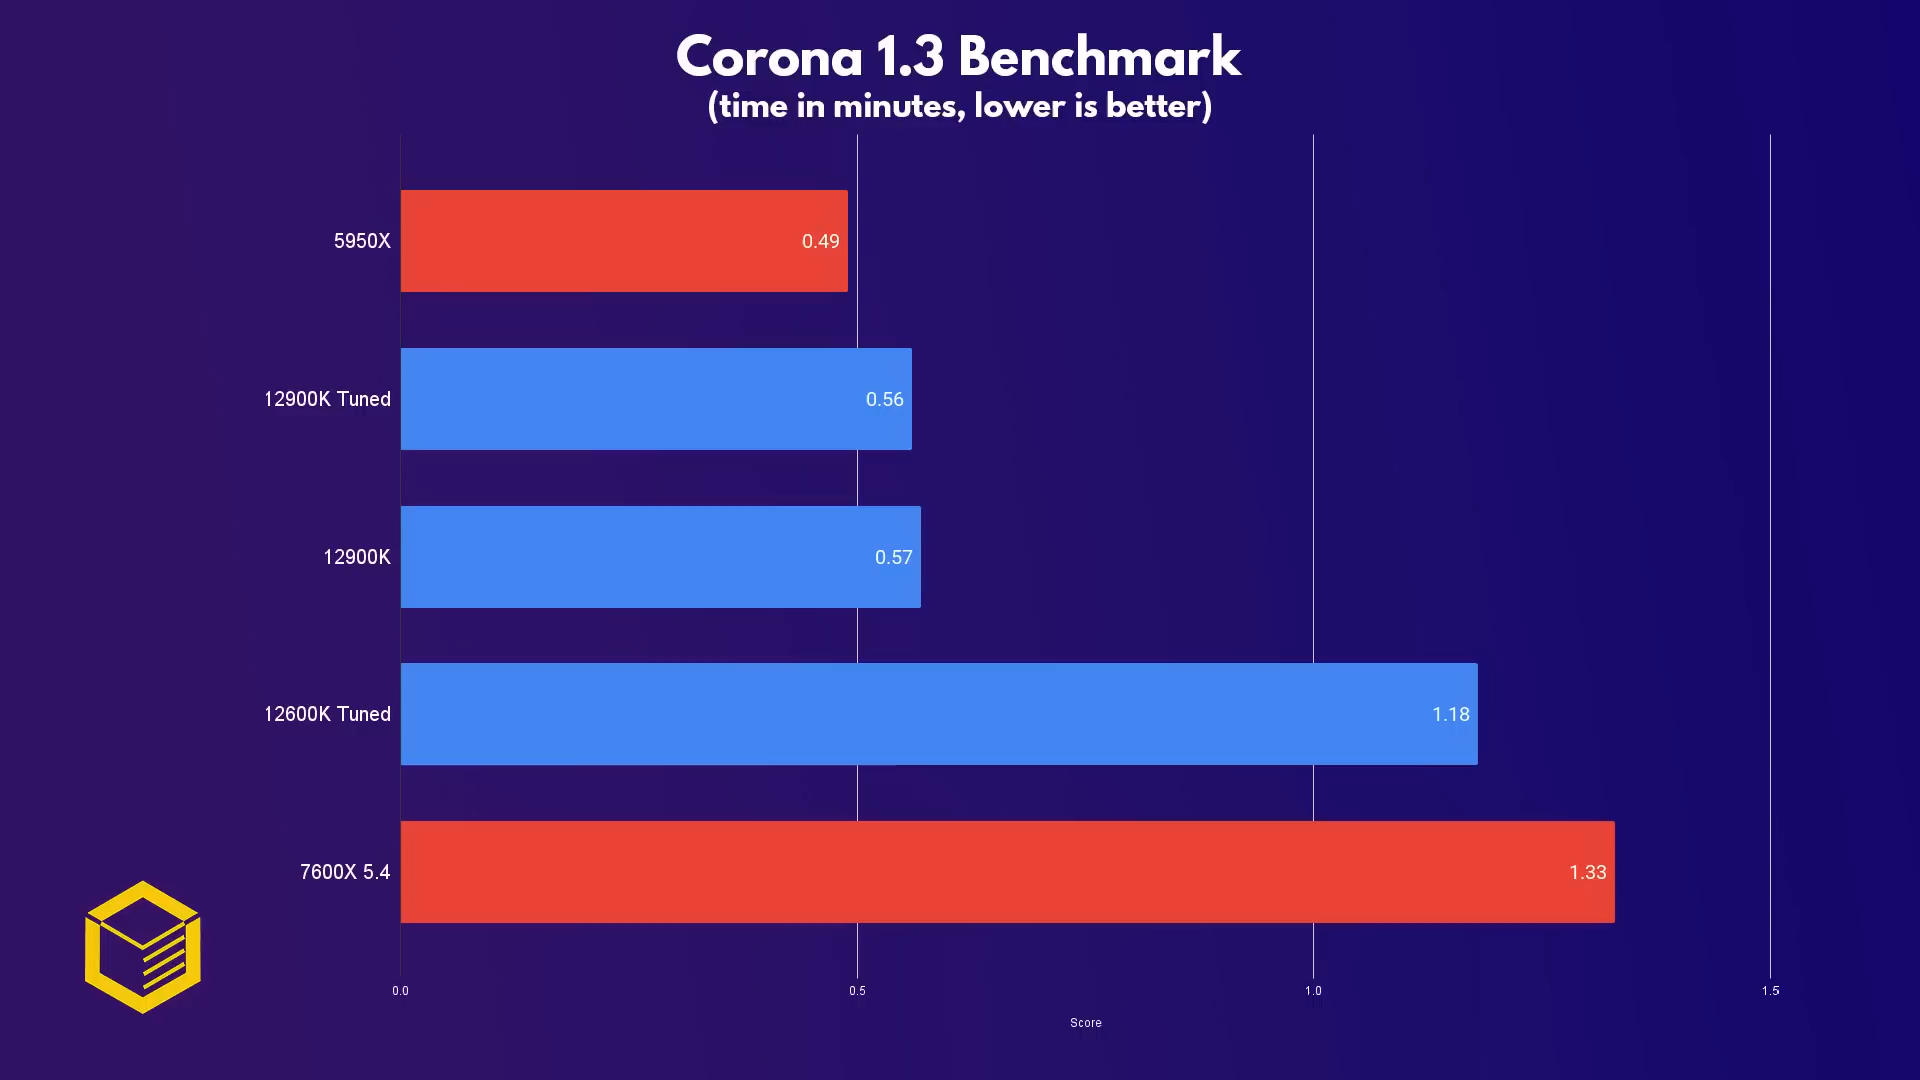 Corona 1.3 Benchmark
(time in minutes, lower is better)
5950X 0.49
12900K Tuned 0.56
12900K 0.57
12600K Tuned 1.18
7600X 5.4 1.33
0.0 0.5 1.0 1.5
Score